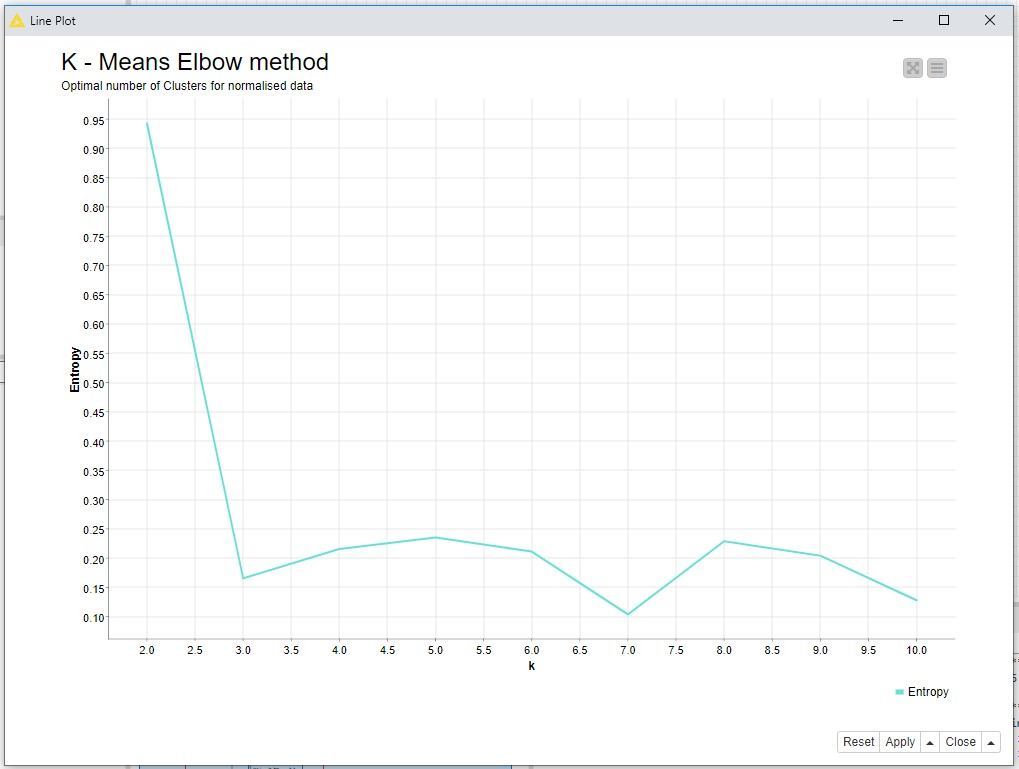 Line Plot
K - Means Elbow method
Optimal number of Clusters for normalised data
0.95
0.90
0.85
0.80
0.75
0.70
0.65
0.60
0.55
0.50
0.45
0.40
0.35
0.30
0.25
0.20
0.15
0.10
Entropy
2.0 2.5 3.0 3.5 4.0 4.5 5.0 5.5 6.0 6.5 7.0 7.5 8.0 8.5 9.0 9.5 10.0
k
Entropy
Reset Apply Close